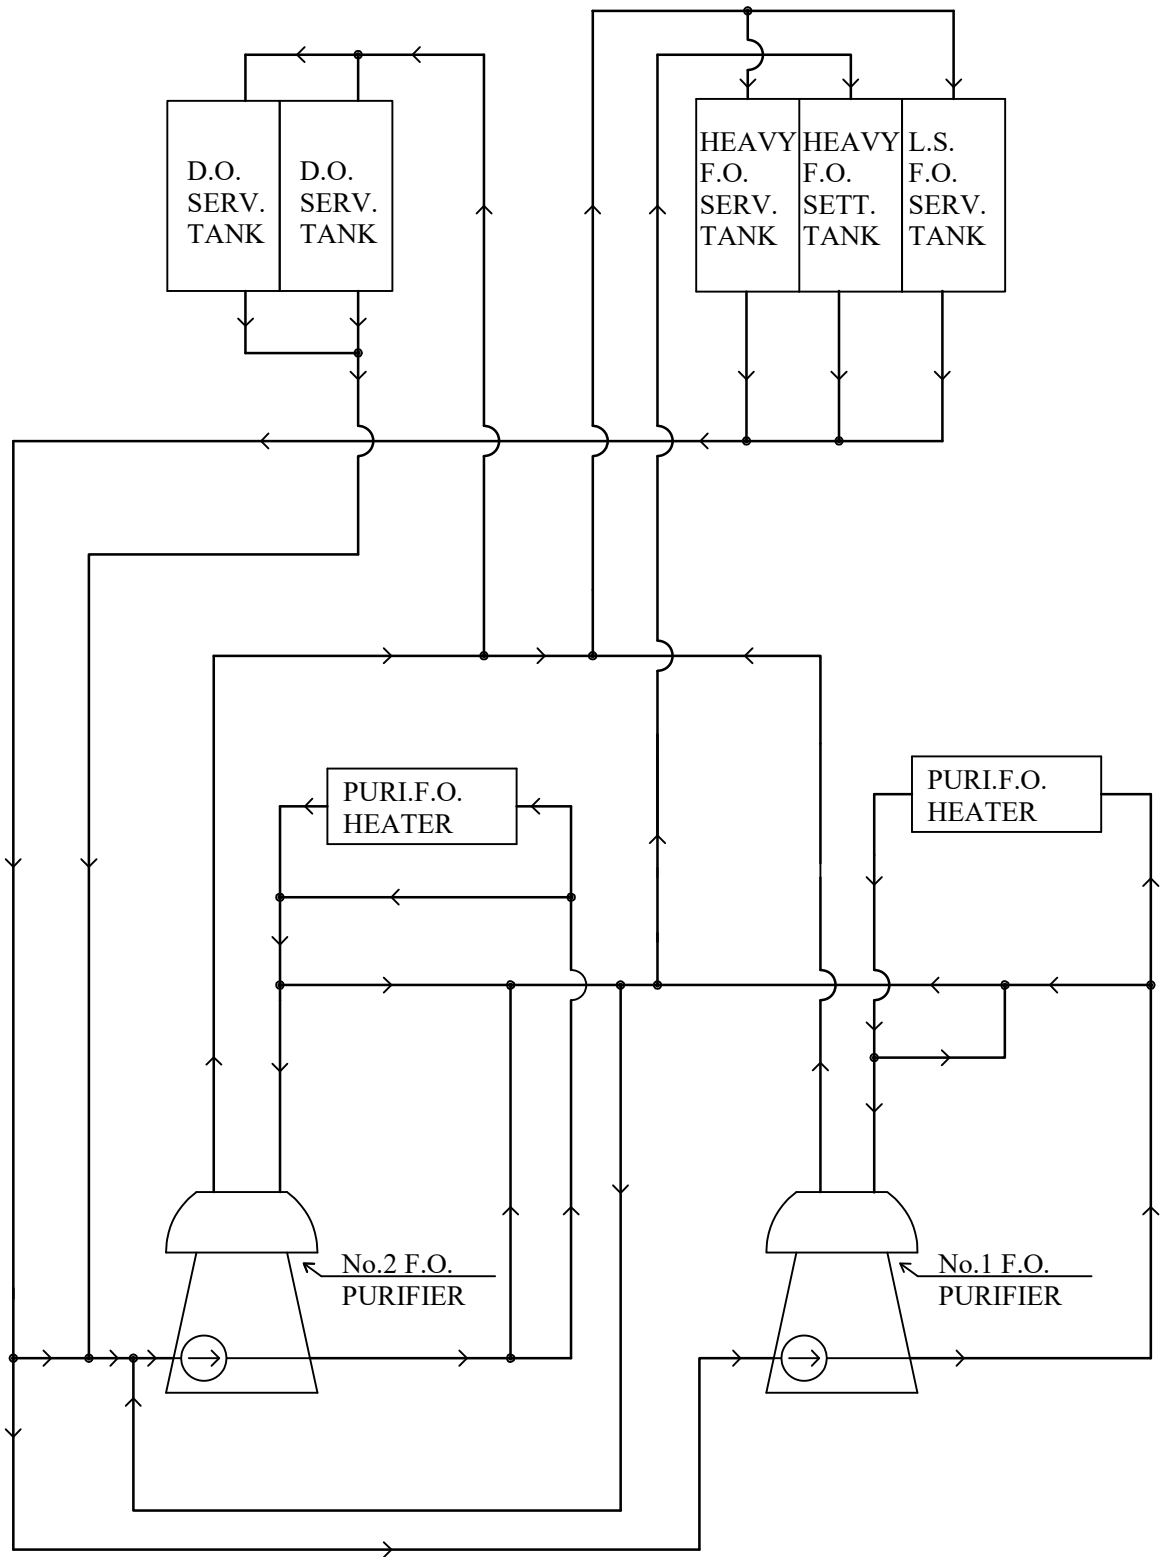 D.O.
SERV.
TANK
D.O.
SERV.
TANK
HEAVY
F.O.
SERV.
TANK
HEAVY
F.O.
SETT.
TANK
L.S.
F.O.
SERV.
TANK
PURI.F.O.
HEATER
PURI.F.O.
HEATER
No.2 F.O.
PURIFIER
No.1 F.O.
PURIFIER